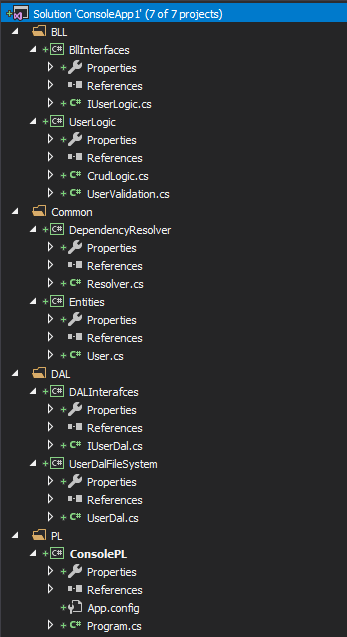 Solution 'ConsoleApp1' (7 of 7 projects)
BLL
C# BllInterfaces
Properties
References
C# IUserLogic.cs
C# UserLogic
Properties
References
C# CrudLogic.cs
C# UserValidation.cs
Common
C# DependencyResolver
Properties
References
C# Resolver.cs
C# Entities
Properties
References
C# User.cs
DAL
C# DALInterafces
Properties
References
C# IUserDal.cs
C# UserDalFileSystem
Properties
References
C# UserDal.cs
PL
C# ConsolePL
Properties
References
App.config
C# Program.cs